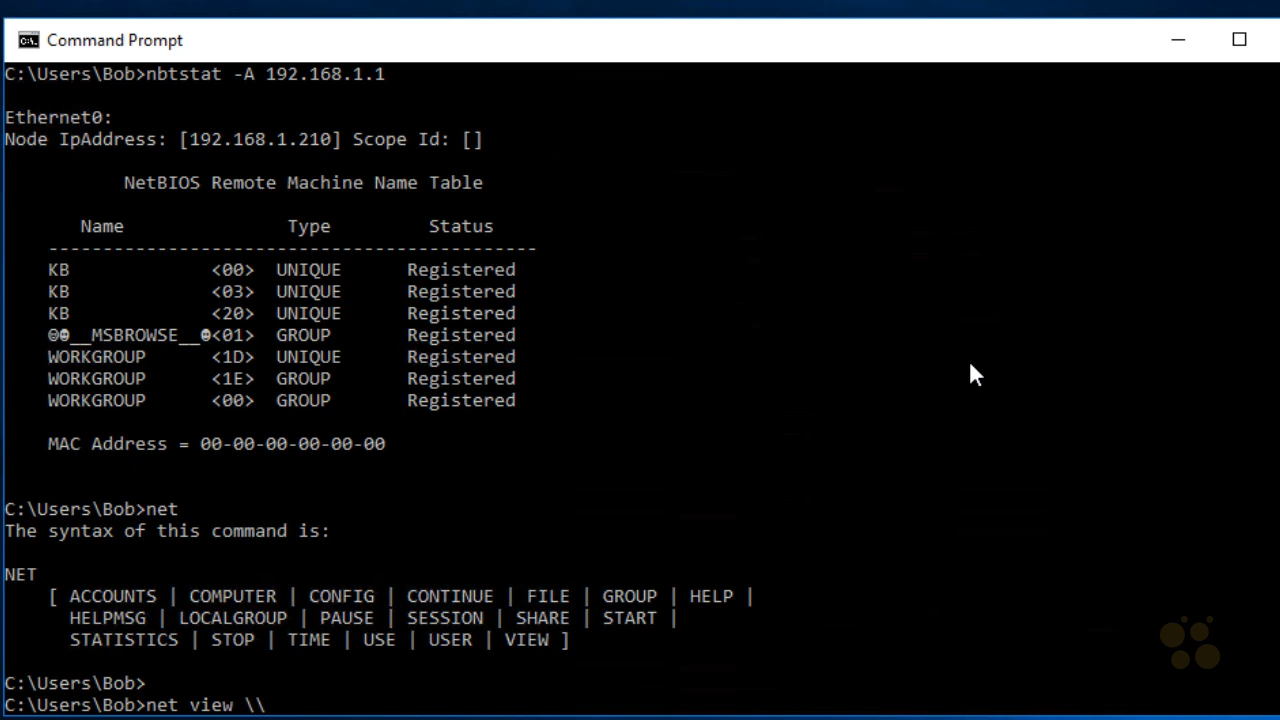 Command Prompt
C:\Users\Bob>nbtstat -A 192.168.1.1
Ethernet0:
Node IpAddress: [192.168.1.210] Scope Id: []
NetBIOS Remote Machine Name Table
Name Type Status
---------------------------------------------
KB <00> UNIQUE Registered
KB <03> UNIQUE Registered
KB <20> UNIQUE Registered
☺☻__MSBROWSE__☻<01> GROUP Registered
WORKGROUP <1D> UNIQUE Registered
WORKGROUP <1E> GROUP Registered
WORKGROUP <00> GROUP Registered
MAC Address = 00-00-00-00-00-00
C:\Users\Bob>net
The syntax of this command is:
NET
[ ACCOUNTS | COMPUTER | CONFIG | CONTINUE | FILE | GROUP | HELP |
HELPMSG | LOCALGROUP | PAUSE | SESSION | SHARE | START |
STATISTICS | STOP | TIME | USE | USER | VIEW ]
C:\Users\Bob>
C:\Users\Bob>net view \\